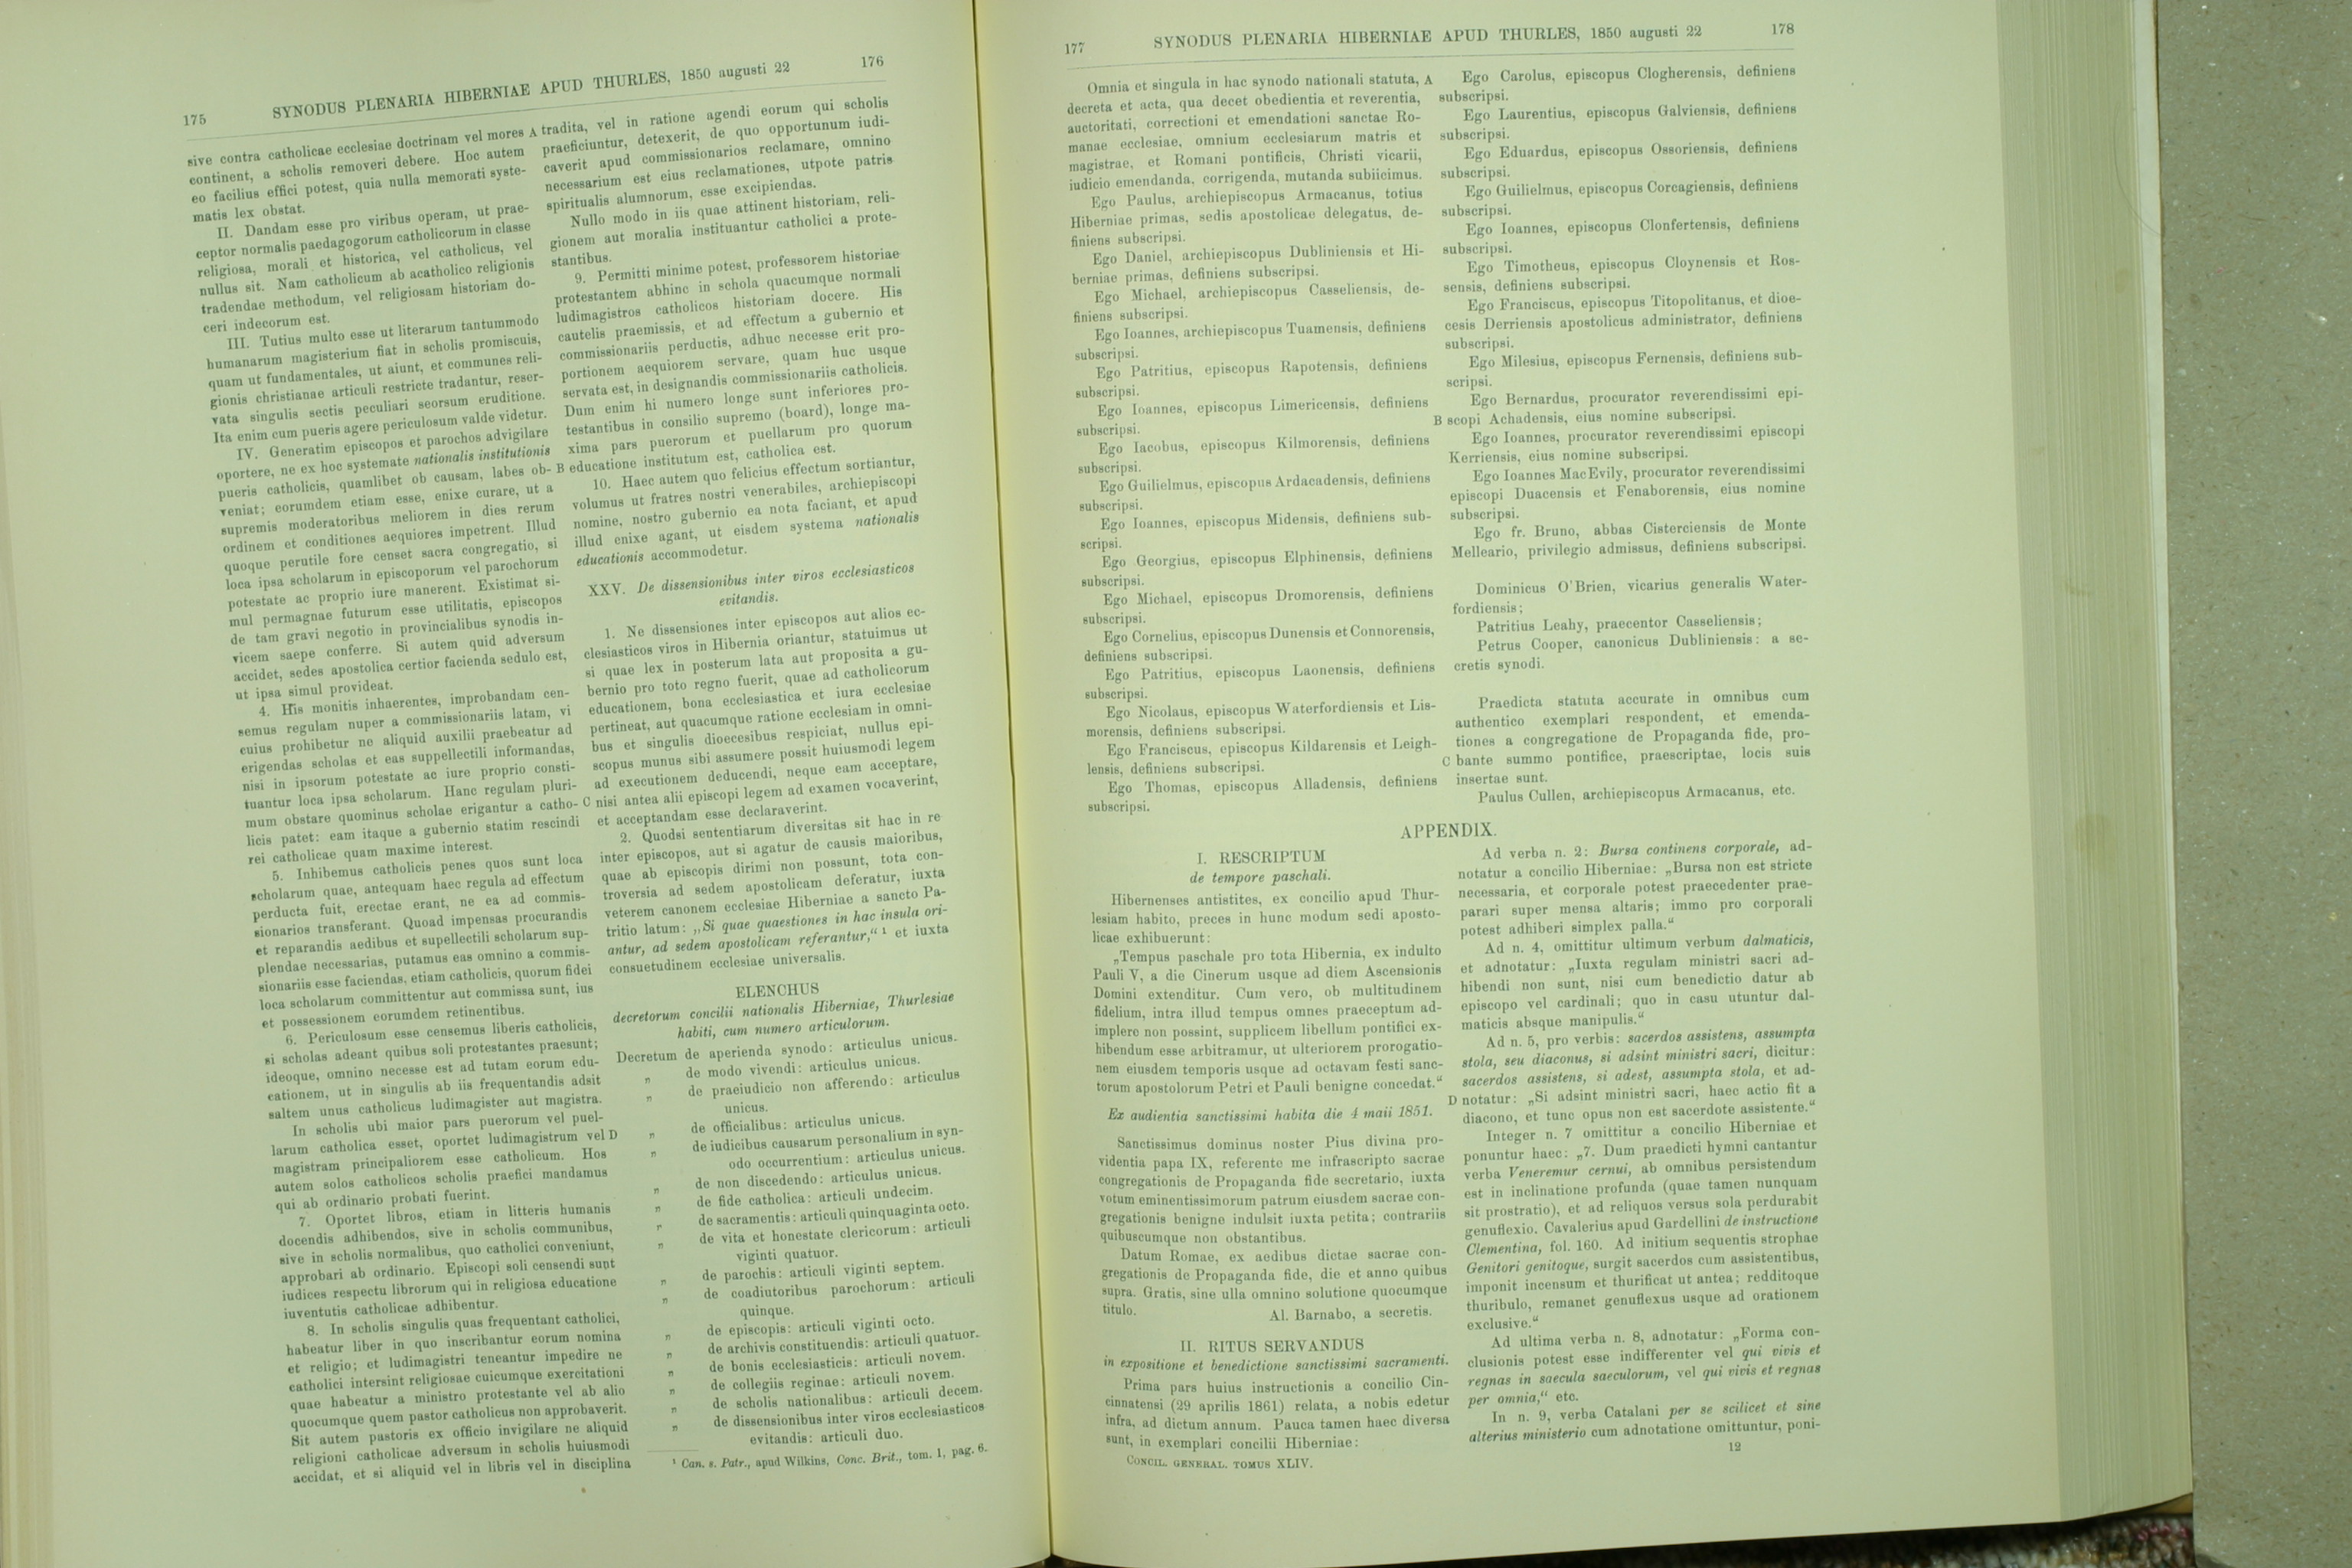 175
SYNODUS PLENARIA HIBERNIAE APUD THURLES, 1850 augusti 22
176
sive contra catholicae ecclesiae doctrinam vel mores
continent, a scholis removeri debere. Hoc autem
eo facilius effici potest, quia nulla memorati syste-
matis lex obstat.
II. Dandam esse pro viribus operam, ut prae-
ceptor normalis paedagogorum catholicorum in classe
religiosa, morali et historica, vel catholicus, vel
nullus sit. Nam catholicum ab acatholico religionis
tradendae methodum, vel religiosam historiam do-
ceri indecorum est.
III. Tutius multo esse ut literarum tantummodo
humanarum magisterium fiat in scholis promiscuis,
quam ut fundamentales, ut aiunt, et communes reli-
gionis christianae articuli restricte tradantur, reser-
vata singulis sectis peculiari seorsum eruditione.
Ita enim cum pueris agere periculosum valde videtur.
IV. Generatim episcopos et parochos advigilare
oportere, ne ex hoc systemate nationalis institutionis
pueris catholicis, quamlibet ob causam, labes ob-
veniat; eorumdem etiam esse, enixe curare, ut a
supremis moderatoribus meliorem in dies rerum
ordinem et conditiones aequiores impetrent. Illud
quoque perutile fore censet sacra congregatio, si
loca ipsa scholarum in episcoporum vel parochorum
potestate ac proprio iure manerent. Existimat si-
mul permagnae futurum esse utilitatis, episcopos
de tam gravi negotio in provincialibus synodis in-
vicem saepe conferre. Si autem quid adversum
accidet, sedes apostolica certior facienda sedulo est,
ut ipsa simul provideat.
4. His monitis inhaerentes, improbandam cen-
semus regulam nuper a commissionariis latam, vi
cuius prohibetur ne aliquid auxilii praebeatur ad
erigendas scholas et eas suppellectili informandas,
nisi in ipsorum potestate ac iure proprio consti-
tuantur loca ipsa scholarum. Hanc regulam pluri-
mum obstare quominus scholae erigantur a catho-
licis patet: eam itaque a gubernio statim rescindi
rei catholicae quam maxime interest.
5. Inhibemus catholicis penes quos sunt loca
scholarum quae, antequam haec regula ad effectum
perducta fuit, erectae erant, ne ea ad commis-
sionarios transferant. Quoad impensas procurandis
et reparandis aedibus et supellectili scholarum sup-
plendae necessarias, putamus eas omnino a commis-
sionariis esse faciendas, etiam catholicis, quorum fidei
loca scholarum committentur aut commissa sunt, ius
et possessionem eorumdem retinentibus.
6. Periculosum esse censemus liberis catholicis,
si scholas adeant quibus soli protestantes praesunt;
ideoque, omnino necesse est ad tutam eorum edu-
cationem, ut in singulis ab iis frequentandis adsit
saltem unus catholicus ludimagister aut magistra.
In scholis ubi maior pars puerorum vel puel-
larum catholica esset, oportet ludimagistrum vel
magistram principaliorem esse catholicum. Hos
autem solos catholicos scholis praefici mandamus
qui ab ordinario probati fuerint.
7. Oportet libros, etiam in litteris humanis
docendis adhibendos, sive in scholis communibus,
sive in scholis normalibus, quo catholici conveniunt,
approbari ab ordinario. Episcopi soli censendi sunt
iudices respectu librorum qui in religiosa educatione
iuventutis catholicae adhibentur.
8. In scholis singulis quas frequentant catholici,
habeatur liber in quo inscribantur eorum nomina
et religio; et ludimagistri teneantur impedire ne
catholici intersint religiosae cuicumque exercitationi
quae habeatur a ministro protestante vel ab alio
quocumque quem pastor catholicus non approbaverit.
Sit autem pastoris ex officio invigilare ne aliquid
religioni catholicae adversum in scholis huiusmodi
accidat, et si aliquid vel in libris vel in disciplina
A
B
C
D
tradita, vel in ratione agendi eorum qui scholis
praeficiuntur, detexerit, de quo opportunum iudi-
caverit apud commissionarios reclamare, omnino
necessarium est eius reclamationes, utpote patris
spiritualis alumnorum, esse excipiendas.
Nullo modo in iis quae attinent historiam, reli-
gionem aut moralia instituantur catholici a prote-
stantibus.
9. Permitti minime potest, professorem historiae
protestantem abhinc in schola quacumque normali
ludimagistros catholicos historiam docere. His
cautelis praemissis, et ad effectum a gubernio et
commissionariis perductis, adhuc necesse erit pro-
portionem aequiorem servare, quam huc usque
servata est, in designandis commissionariis catholicis.
Dum enim hi numero longe sunt inferiores pro-
testantibus in consilio supremo (board), longe ma-
xima pars puerorum et puellarum pro quorum
educatione institutum est, catholica est.
10. Haec autem quo felicius effectum sortiantur,
volumus ut fratres nostri venerabiles, archiepiscopi
nomine, nostro gubernio ea nota faciant, et apud
illud enixe agant, ut eisdem systema nationalis
educationis accommodetur.
XXV. De dissensionibus inter viros ecclesiasticos
evitandis.
1. Ne dissensiones inter episcopos aut alios ec-
clesiasticos viros in Hibernia oriantur, statuimus ut
si quae lex in posterum lata aut proposita a gu-
bernio pro toto regno fuerit, quae ad catholicorum
educationem, bona ecclesiastica et iura ecclesiae
pertineat, aut quacumque ratione ecclesiam in omni-
bus et singulis dioecesibus respiciat, nullus epi-
scopus munus sibi assumere possit huiusmodi legem
ad executionem deducendi, neque eam acceptare,
nisi antea alii episcopi legem ad examen vocaverint,
et acceptandam esse declaraverint.
2. Quodsi sententiarum diversitas sit hac in re
inter episcopos, aut si agatur de causis maioribus,
quae ab episcopis dirimi non possunt, tota con-
troversia ad sedem apostolicam deferatur, iuxta
veterem canonem ecclesiae Hiberniae a sancto Pa-
tritio latum: „Si quae quaestiones in hac insula ori-
antur, ad sedem apostolicam referantur,“ ¹ et iuxta
consuetudinem ecclesiae universalis.
ELENCHUS
decretorum concilii nationalis Hiberniae, Thurlesiae
habiti, cum numero articulorum.
Decretum de aperienda synodo: articulus unicus.
„ de modo vivendi: articulus unicus.
„ de praeiudicio non afferendo: articulus
unicus.
„ de officialibus: articulus unicus.
„ de iudicibus causarum personalium in syn-
odo occurrentium: articulus unicus.
„ de non discedendo: articulus unicus.
„ de fide catholica: articuli undecim.
„ de sacramentis: articuli quinquaginta octo.
„ de vita et honestate clericorum: articuli
viginti quatuor.
„ de parochis: articuli viginti septem.
„ de coadiutoribus parochorum: articuli
quinque.
„ de episcopis: articuli viginti octo.
„ de archivis constituendis: articuli quatuor.
„ de bonis ecclesiasticis: articuli novem.
„ de collegiis reginae: articuli novem.
„ de scholis nationalibus: articuli decem.
„ de dissensionibus inter viros ecclesiasticos
evitandis: articuli duo.
¹ Can. s. Patr., apud Wilkins, Conc. Brit., tom. 1, pag. 6.
177
SYNODUS PLENARIA HIBERNIAE APUD THURLES, 1850 augusti 22
178
Omnia et singula in hac synodo nationali statuta,
decreta et acta, qua decet obedientia et reverentia,
auctoritati, correctioni et emendationi sanctae Ro-
manae ecclesiae, omnium ecclesiarum matris et
magistrae, et Romani pontificis, Christi vicarii,
iudicio emendanda, corrigenda, mutanda subiicimus.
Ego Paulus, archiepiscopus Armacanus, totius
Hiberniae primas, sedis apostolicae delegatus, de-
finiens subscripsi.
Ego Daniel, archiepiscopus Dubliniensis et Hi-
berniae primas, definiens subscripsi.
Ego Michael, archiepiscopus Casseliensis, de-
finiens subscripsi.
Ego Ioannes, archiepiscopus Tuamensis, definiens
subscripsi.
Ego Patritius, episcopus Rapotensis, definiens
subscripsi.
Ego Ioannes, episcopus Limericensis, definiens
subscripsi.
Ego Iacobus, episcopus Kilmorensis, definiens
subscripsi.
Ego Guilielmus, episcopus Ardacadensis, definiens
subscripsi.
Ego Ioannes, episcopus Midensis, definiens sub-
scripsi.
Ego Georgius, episcopus Elphinensis, definiens
subscripsi.
Ego Michael, episcopus Dromorensis, definiens
subscripsi.
Ego Cornelius, episcopus Dunensis et Connorensis,
definiens subscripsi.
Ego Patritius, episcopus Laonensis, definiens
subscripsi.
Ego Nicolaus, episcopus Waterfordiensis et Lis-
morensis, definiens subscripsi.
Ego Franciscus, episcopus Kildarensis et Leigh-
lensis, definiens subscripsi.
Ego Thomas, episcopus Alladensis, definiens
subscripsi.
A
B
C
D
Ego Carolus, episcopus Clogherensis, definiens
subscripsi.
Ego Laurentius, episcopus Galviensis, definiens
subscripsi.
Ego Eduardus, episcopus Ossoriensis, definiens
subscripsi.
Ego Guilielmus, episcopus Corcagiensis, definiens
subscripsi.
Ego Ioannes, episcopus Clonfertensis, definiens
subscripsi.
Ego Timotheus, episcopus Cloynensis et Ros-
sensis, definiens subscripsi.
Ego Franciscus, episcopus Titopolitanus, et dioe-
cesis Derriensis apostolicus administrator, definiens
subscripsi.
Ego Milesius, episcopus Fernensis, definiens sub-
scripsi.
Ego Bernardus, procurator reverendissimi epi-
scopi Achadensis, eius nomine subscripsi.
Ego Ioannes, procurator reverendissimi episcopi
Kerriensis, eius nomine subscripsi.
Ego Ioannes MacEvily, procurator reverendissimi
episcopi Duacensis et Fenaborensis, eius nomine
subscripsi.
Ego fr. Bruno, abbas Cisterciensis de Monte
Melleario, privilegio admissus, definiens subscripsi.
Dominicus O'Brien, vicarius generalis Water-
fordiensis;
Patritius Leahy, praecentor Casseliensis;
Petrus Cooper, canonicus Dubliniensis: a se-
cretis synodi.
Praedicta statuta accurate in omnibus cum
authentico exemplari respondent, et emenda-
tiones a congregatione de Propaganda fide, pro-
bante summo pontifice, praescriptae, locis suis
insertae sunt.
Paulus Cullen, archiepiscopus Armacanus, etc.
APPENDIX.
I. RESCRIPTUM
de tempore paschali.
Hibernenses antistites, ex concilio apud Thur-
lesiam habito, preces in hunc modum sedi aposto-
licae exhibuerunt:
„Tempus paschale pro tota Hibernia, ex indulto
Pauli V, a die Cinerum usque ad diem Ascensionis
Domini extenditur. Cum vero, ob multitudinem
fidelium, intra illud tempus omnes praeceptum ad-
implere non possint, supplicem libellum pontifici ex-
hibendum esse arbitramur, ut ulteriorem prorogatio-
nem eiusdem temporis usque ad octavam festi sanc-
torum apostolorum Petri et Pauli benigne concedat.“
Ex audientia sanctissimi habita die 4 maii 1851.
Sanctissimus dominus noster Pius divina pro-
videntia papa IX, referente me infrascripto sacrae
congregationis de Propaganda fide secretario, iuxta
votum eminentissimorum patrum eiusdem sacrae con-
gregationis benigne indulsit iuxta petita; contrariis
quibuscumque non obstantibus.
Datum Romae, ex aedibus dictae sacrae con-
gregationis de Propaganda fide, die et anno quibus
supra. Gratis, sine ulla omnino solutione quocumque
titulo.
Al. Barnabo, a secretis.
II. RITUS SERVANDUS
in expositione et benedictione sanctissimi sacramenti.
Prima pars huius instructionis a concilio Cin-
cinnatensi (29 aprilis 1861) relata, a nobis edetur
infra, ad dictum annum. Pauca tamen haec diversa
sunt, in exemplari concilii Hiberniae:
Ad verba n. 2: Bursa continens corporale, ad-
notatur a concilio Hiberniae: „Bursa non est stricte
necessaria, et corporale potest praecedenter prae-
parari super mensa altaris; immo pro corporali
potest adhiberi simplex palla.“
Ad n. 4, omittitur ultimum verbum dalmaticis,
et adnotatur: „Iuxta regulam ministri sacri ad-
hibendi non sunt, nisi cum benedictio datur ab
episcopo vel cardinali; quo in casu utuntur dal-
maticis absque manipulis.“
Ad n. 5, pro verbis: sacerdos assistens, assumpta
stola, seu diaconus, si adsint ministri sacri, dicitur:
sacerdos assistens, si adest, assumpta stola, et ad-
notatur: „Si adsint ministri sacri, haec actio fit a
diacono, et tunc opus non est sacerdote assistente.“
Integer n. 7 omittitur a concilio Hiberniae et
ponuntur haec: „7. Dum praedicti hymni cantantur
verba Veneremur cernui, ab omnibus persistendum
est in inclinatione profunda (quae tamen nunquam
sit prostratio), et ad reliquos versus sola perdurabit
genuflexio. Cavalerius apud Gardellini de instructione
Clementina, fol. 160. Ad initium sequentis strophae
Genitori genitoque, surgit sacerdos cum assistentibus,
imponit incensum et thurificat ut antea; redditoque
thuribulo, remanet genuflexus usque ad orationem
exclusive.“
Ad ultima verba n. 8, adnotatur: „Forma con-
clusionis potest esse indifferenter vel qui vivis et
regnas in saecula saeculorum, vel qui vivis et regnas
per omnia,“ etc.
In n. 9, verba Catalani per se scilicet et sine
alterius ministerio cum adnotatione omittuntur, poni-
CONCIL. GENERAL. TOMUS XLIV.
12